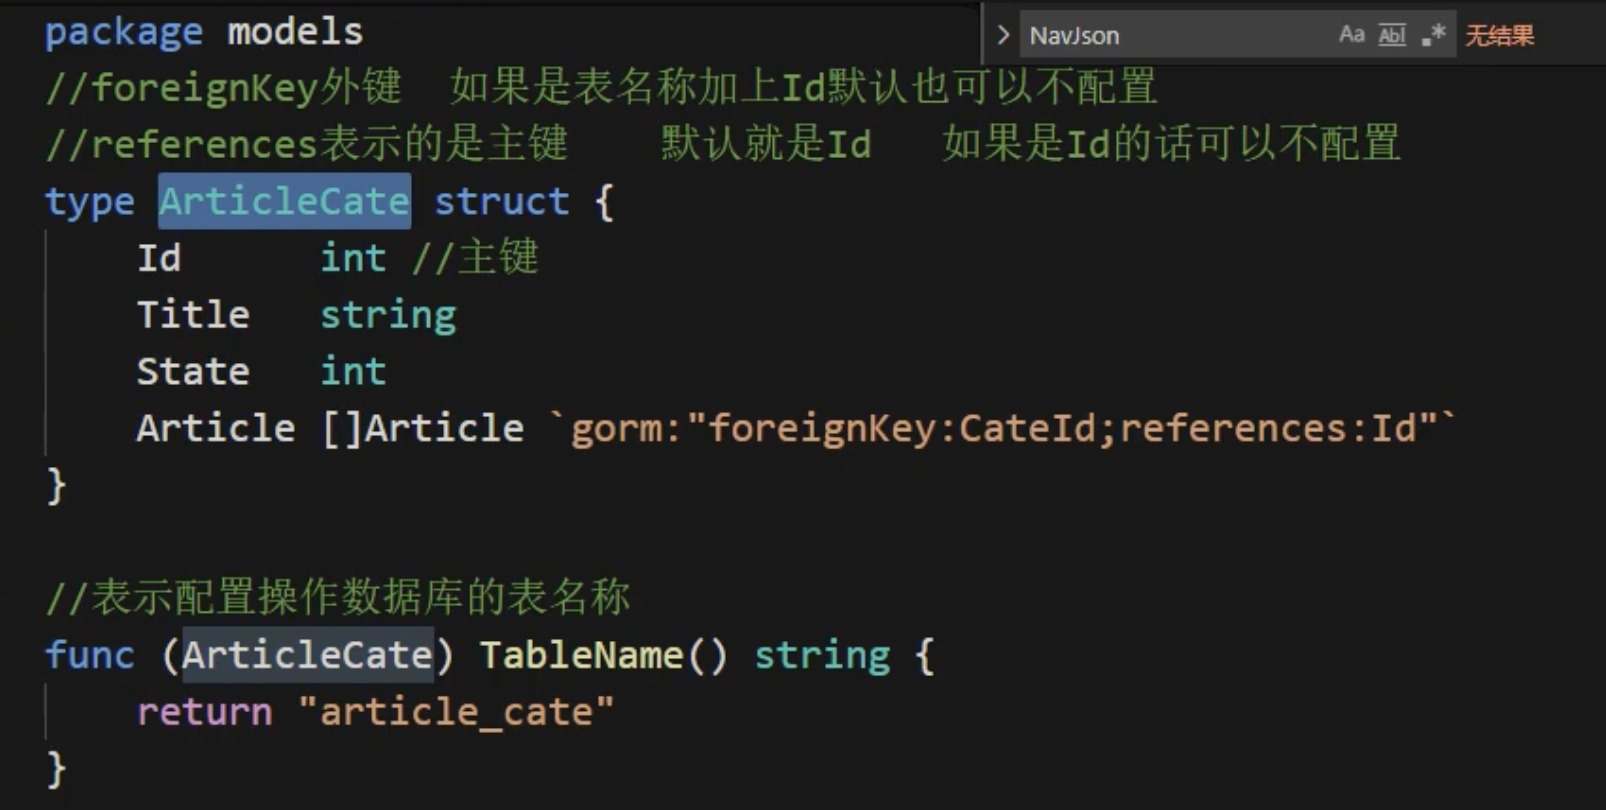 package models
NavJson Aa Abl .* 无结果
//foreignKey外键 如果是表名称加上Id默认也可以不配置
//references表示的是主键 默认就是Id 如果是Id的话可以不配置
type ArticleCate struct {
Id int //主键
Title string
State int
Article []Article `gorm:"foreignKey:CateId;references:Id"`
}
//表示配置操作数据库的表名称
func (ArticleCate) TableName() string {
return "article_cate"
}